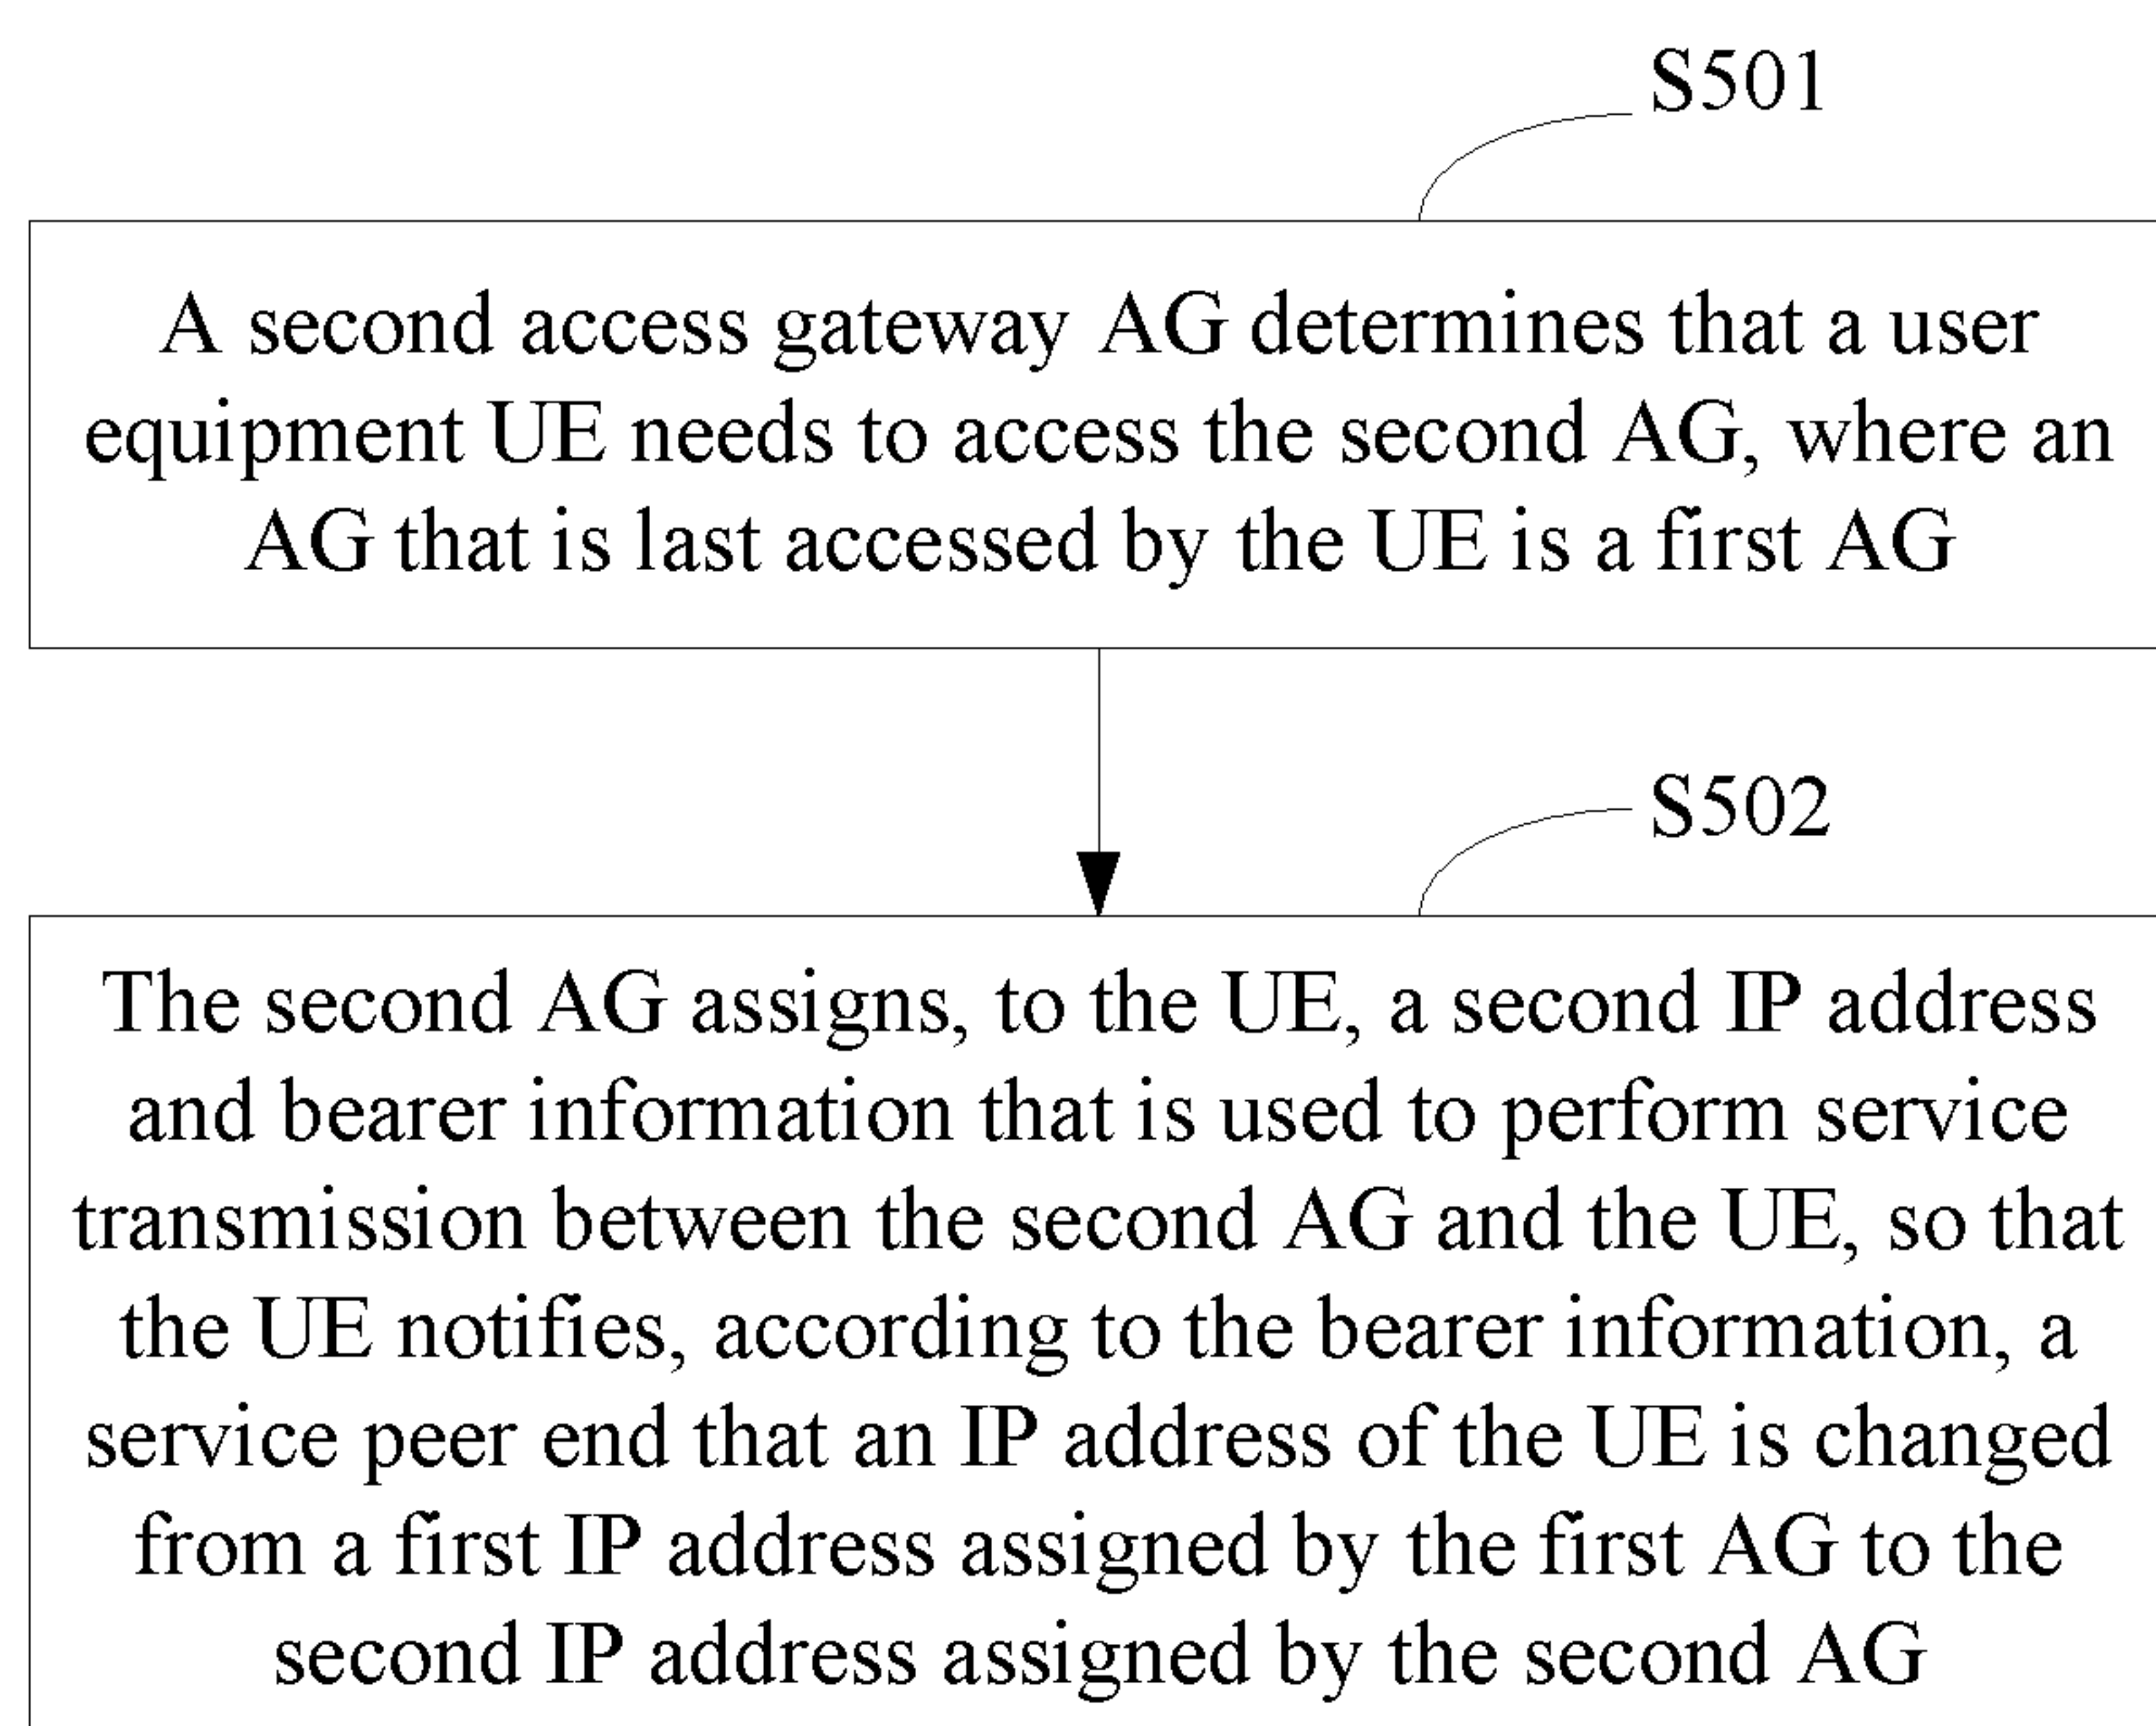 S501
A second access gateway AG determines that a user
equipment UE needs to access the second AG, where an
AG that is last accessed by the UE is a first AG
S502
The second AG assigns, to the UE, a second IP address
and bearer information that is used to perform service
transmission between the second AG and the UE, so that
the UE notifies, according to the bearer information, a
service peer end that an IP address of the UE is changed
from a first IP address assigned by the first AG to the
second IP address assigned by the second AG